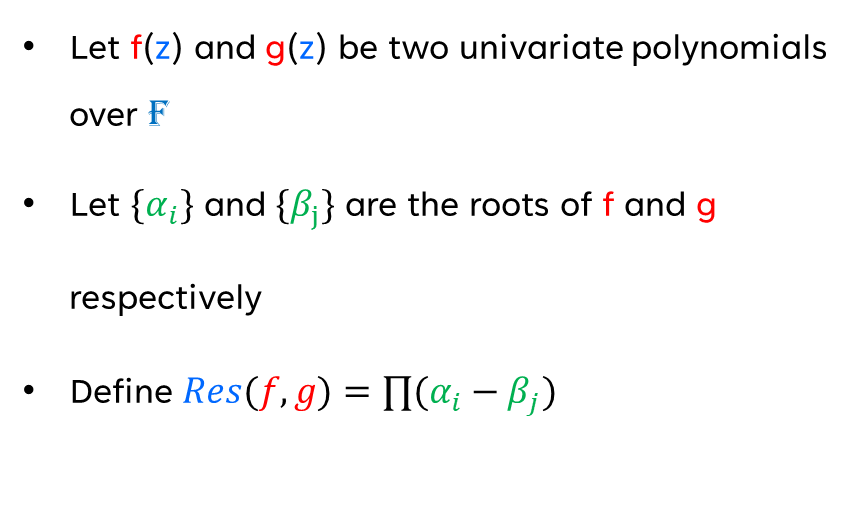 • Let f(z) and g(z) be two univariate polynomials
over 𝔽
• Let {αᵢ} and {βⱼ} are the roots of f and g
respectively
• Define Res(f, g) = ∏(αᵢ − βⱼ)